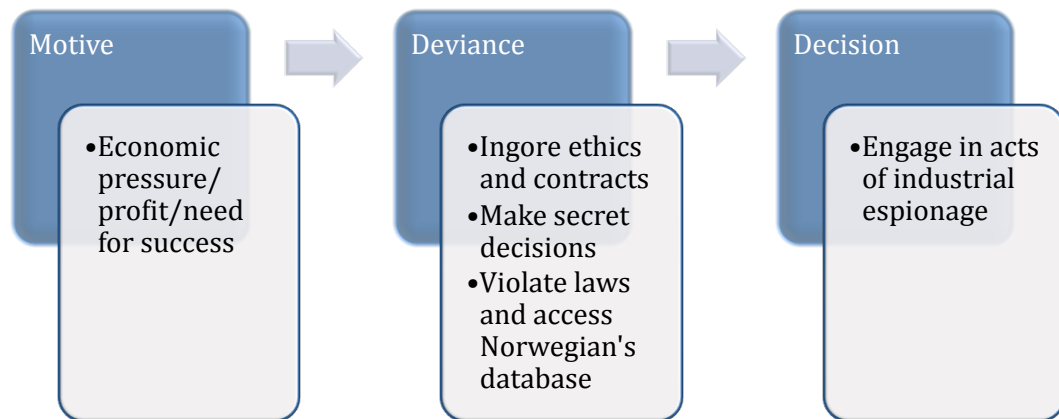 Motive
•Economic
pressure/
profit/need
for success
Deviance
•Ingore ethics
and contracts
•Make secret
decisions
•Violate laws
and access
Norwegian's
database
Decision
•Engage in acts
of industrial
espionage